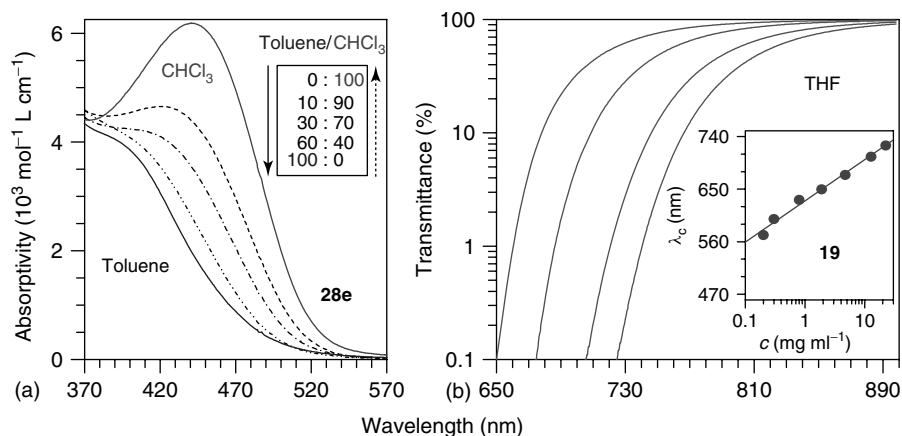 Absorptivity (10³ mol⁻¹ L cm⁻¹)
6
4
2
0
CHCl₃
Toluene/CHCl₃
0 : 100
10 : 90
30 : 70
60 : 40
100 : 0
Toluene
28e
(a)
370 420 470 520 570
Transmittance (%)
100
10
1
0.1
THF
λc (nm)
740
650
560
460
19
0.1 1 10
c (mg ml⁻¹)
(b)
650 730 810 890
Wavelength (nm)